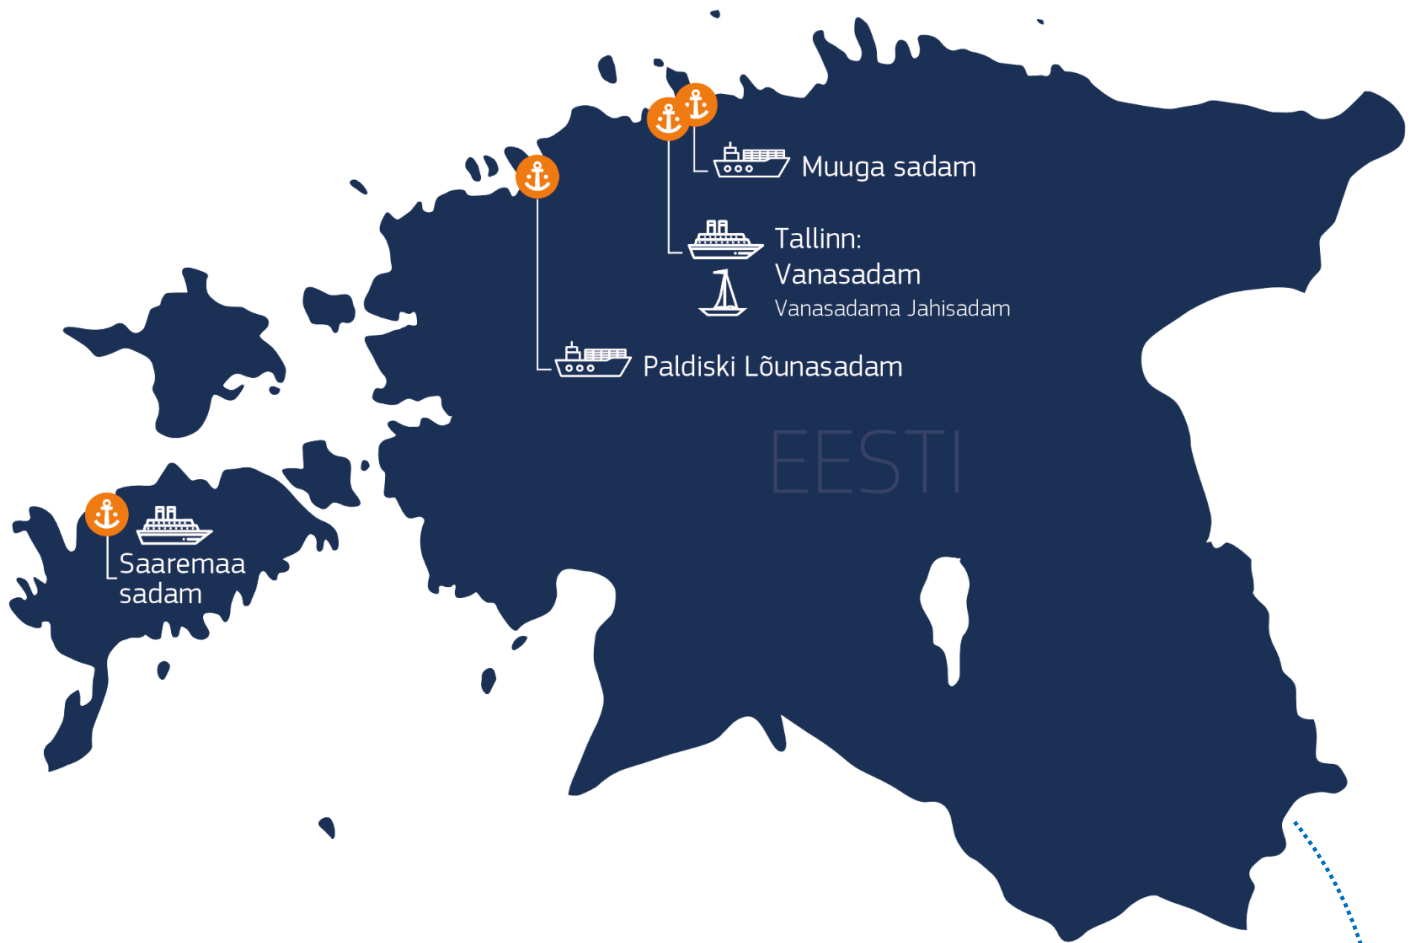 Muuga sadam
Tallinn:
Vanasadam
Vanasadama Jahisadam
Paldiski Lõunasadam
EESTI
Saaremaa
sadam